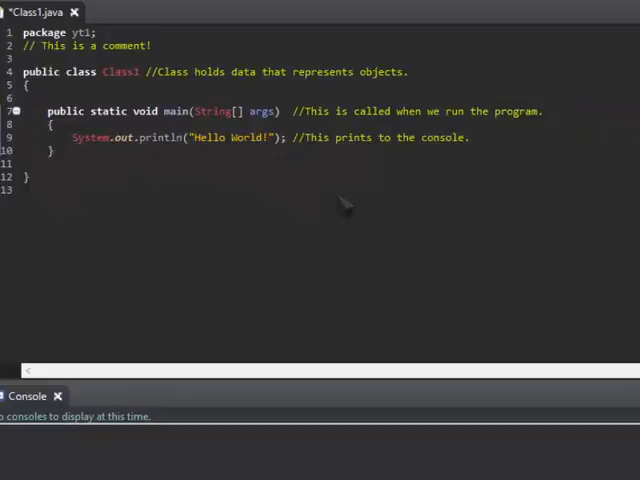 *Class1.java
1 package yt1;
2 // This is a comment!
3
4 public class Class1 //Class holds data that represents objects.
5 {
6
7 public static void main(String[] args) //This is called when we run the program.
8 {
9 System.out.println("Hello World!"); //This prints to the console.
10 }
11
12 }
13
Console
o consoles to display at this time.